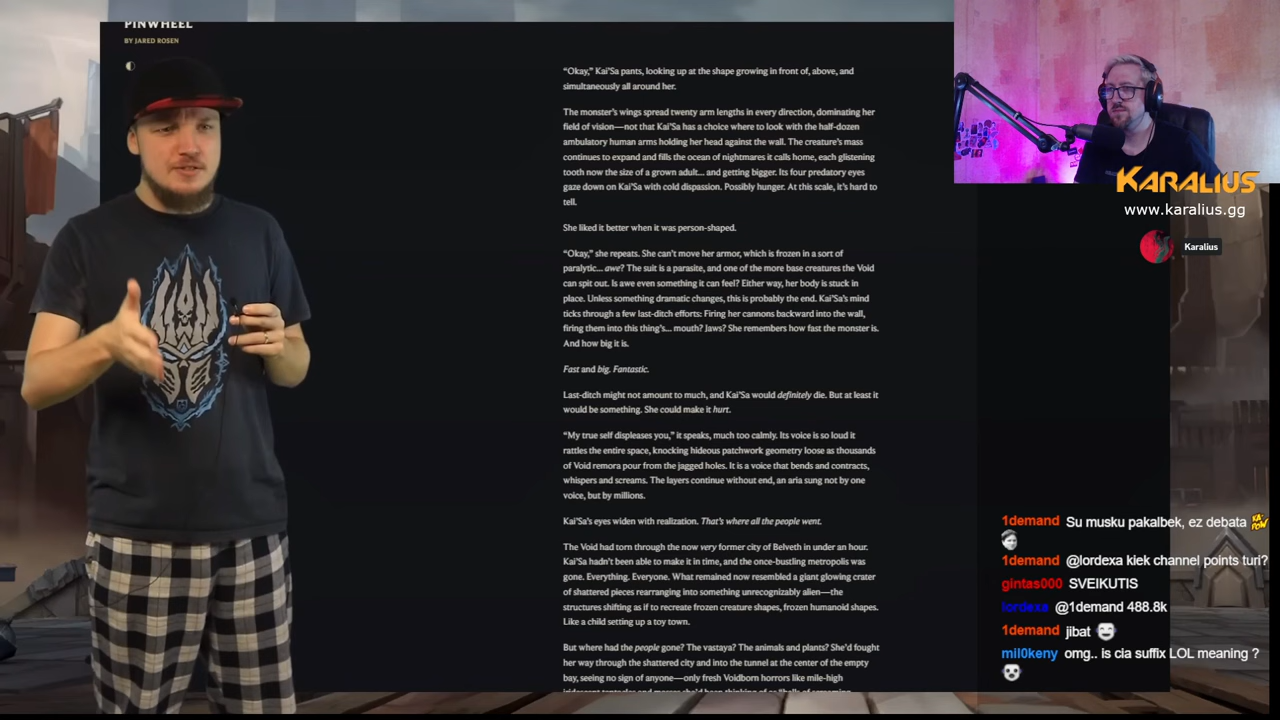 PINWHEEL
BY JARED ROSEN
“Okay,” Kai’Sa pants, looking up at the shape growing in front of, above, and
simultaneously all around her.
The monster’s wings spread twenty arm lengths in every direction, dominating her
field of vision—not that Kai’Sa has a choice where to look with the half-dozen
ambulatory human arms holding her head against the wall. The creature’s mass
continues to expand and fills the ocean of nightmares it calls home, each glistening
tooth now the size of a grown adult... and getting bigger. Its four predatory eyes
gaze down on Kai’Sa with cold dispassion. Possibly hunger. At this scale, it’s hard to
tell.
She liked it better when it was person-shaped.
“Okay,” she repeats. She can’t move her armor, which is frozen in a sort of
paralytic... awe? The suit is a parasite, and one of the more base creatures the Void
can spit out. Is awe even something it can feel? Either way, her body is stuck in
place. Unless something dramatic changes, this is probably the end. Kai’Sa’s mind
ticks through a few last-ditch efforts: Firing her cannons backward into the wall,
firing them into this thing’s... mouth? Jaws? She remembers how fast the monster is.
And how big it is.
Fast and big. Fantastic.
Last-ditch might not amount to much, and Kai’Sa would definitely die. But at least it
would be something. She could make it hurt.
“My true self displeases you,” it speaks, much too calmly. Its voice is so loud it
rattles the entire space, knocking hideous patchwork geometry loose as thousands
of Void remora pour from the jagged holes. It is a voice that bends and contracts,
whispers and screams. The layers continue without end, an aria sung not by one
voice, but by millions.
Kai’Sa’s eyes widen with realization. That’s where all the people went.
The Void had torn through the now very former city of Belveth in under an hour.
Kai’Sa hadn’t been able to make it in time, and the once-bustling metropolis was
gone. Everything. Everyone. What remained now resembled a giant glowing crater
of shattered pieces rearranging into something unrecognizably alien—the
structures shifting as if to recreate frozen creature shapes, frozen humanoid shapes.
Like a child setting up a toy town.
But where had the people gone? The vastaya? The animals and plants? She’d fought
her way through the shattered city and into the tunnel at the center of the empty
bay, seeing no sign of anyone—only fresh Voidborn horrors like mile-high
KARALIUS
www.karalius.gg
Karalius
1demand Su musku pakalbek, ez debata
1demand @lordexa kiek channel points turi?
gintas000 SVEIKUTIS
lordexa @1demand 488.8k
1demand jibat
mil0keny omg.. is cia suffix LOL meaning ?